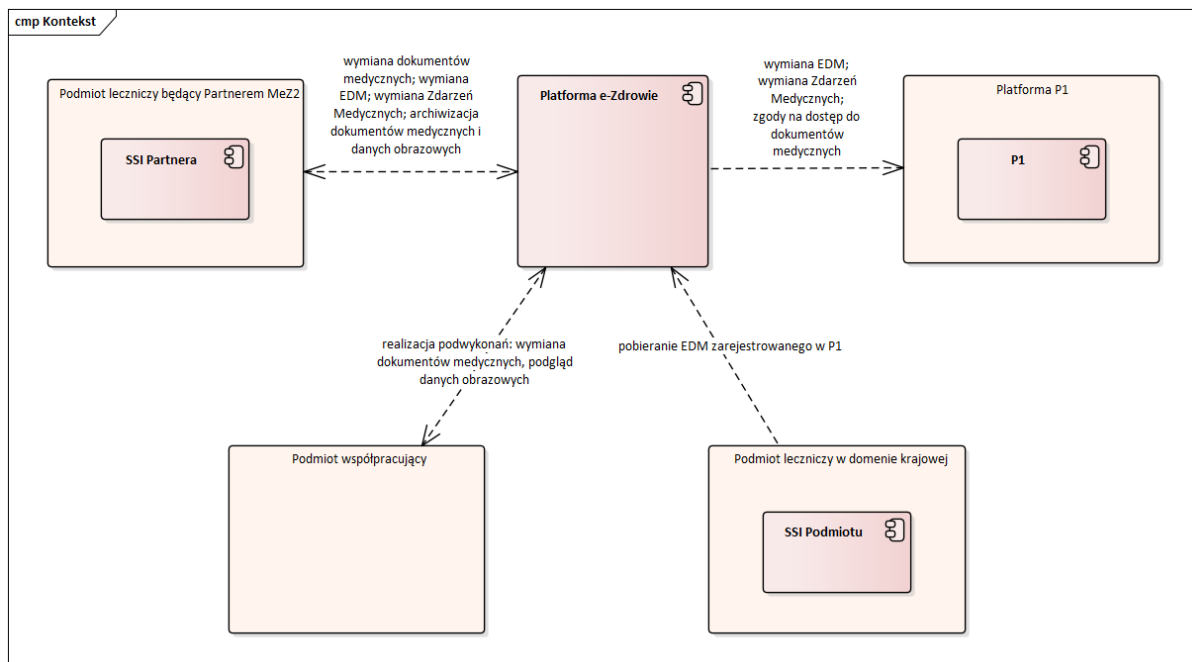 cmp Kontekst
wymiana dokumentów
medycznych; wymiana
EDM; wymiana Zdarzeń
Medycznych; archiwizacja
dokumentów medycznych i
danych obrazowych
wymiana EDM;
wymiana Zdarzeń
Medycznych;
zgody na dostęp do
dokumentów
medycznych
Podmiot leczniczy będący Partnerem MeZ2
SSI Partnera
Platforma e-Zdrowie
Platforma P1
P1
realizacja podwykonań: wymiana
dokumentów medycznych, podgląd
danych obrazowych
pobieranie EDM zarejestrowanego w P1
Podmiot współpracujący
Podmiot leczniczy w domenie krajowej
SSI Podmiotu